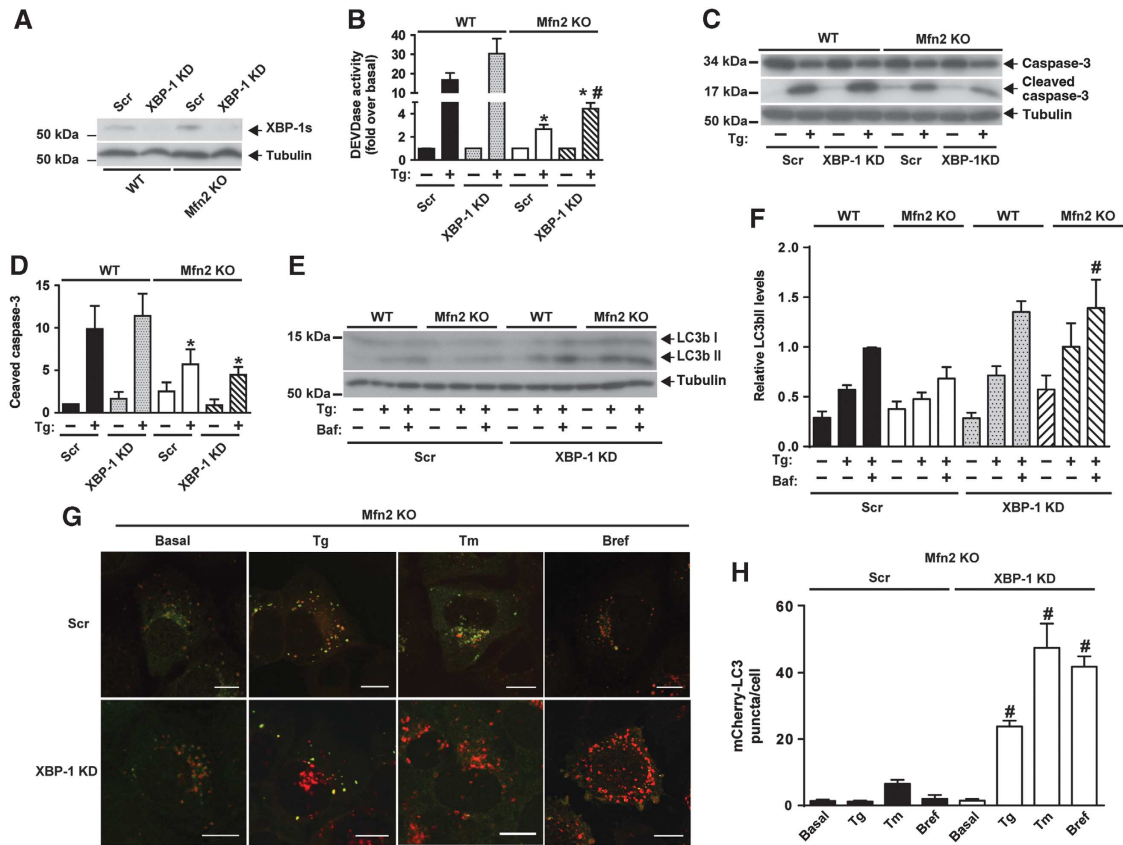 A
Scr
XBP-1 KD
Scr
XBP-1 KD
50 kDa
XBP-1s
50 kDa
Tubulin
WT
Mfn2 KO
B
WT
Mfn2 KO
DEVDase activity
(fold over basal)
40
30
20
10
6
4
2
0
*
* #
Tg: – + – + – + – +
Scr
XBP-1 KD
Scr
XBP-1 KD
C
WT
Mfn2 KO
34 kDa
Caspase-3
17 kDa
Cleaved
caspase-3
50 kDa
Tubulin
Tg: – + – + – + – +
Scr XBP-1 KD Scr XBP-1KD
D
WT
Mfn2 KO
Ceaved caspase-3
15
10
5
0
*
*
Tg: – + – + – + – +
Scr
XBP-1 KD
Scr
XBP-1 KD
E
WT Mfn2 KO WT Mfn2 KO
15 kDa
LC3b I
LC3b II
50 kDa
Tubulin
Tg: – + + – + + – + + – + +
Baf: – – + – – + – – + – – +
Scr
XBP-1 KD
F
WT Mfn2 KO WT Mfn2 KO
Relative LC3bII levels
2.0
1.5
1.0
0.5
0.0
#
Tg: – + + – + + – + + – + +
Baf: – – + – – + – – + – – +
Scr
XBP-1 KD
G
Mfn2 KO
Basal Tg Tm Bref
Scr
XBP-1 KD
H
Mfn2 KO
Scr
XBP-1 KD
mCherry-LC3
puncta/cell
60
40
20
0
#
#
#
Basal Tg Tm Bref Basal Tg Tm Bref